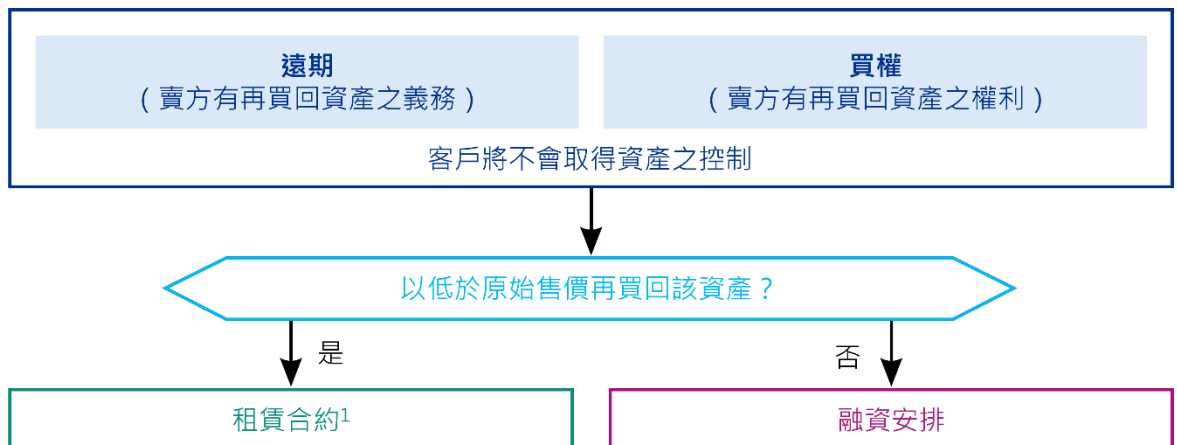 遠期
（賣方有再買回資產之義務）
買權
（賣方有再買回資產之權利）
客戶將不會取得資產之控制
以低於原始售價再買回該資產？
是
否
租賃合約¹
融資安排